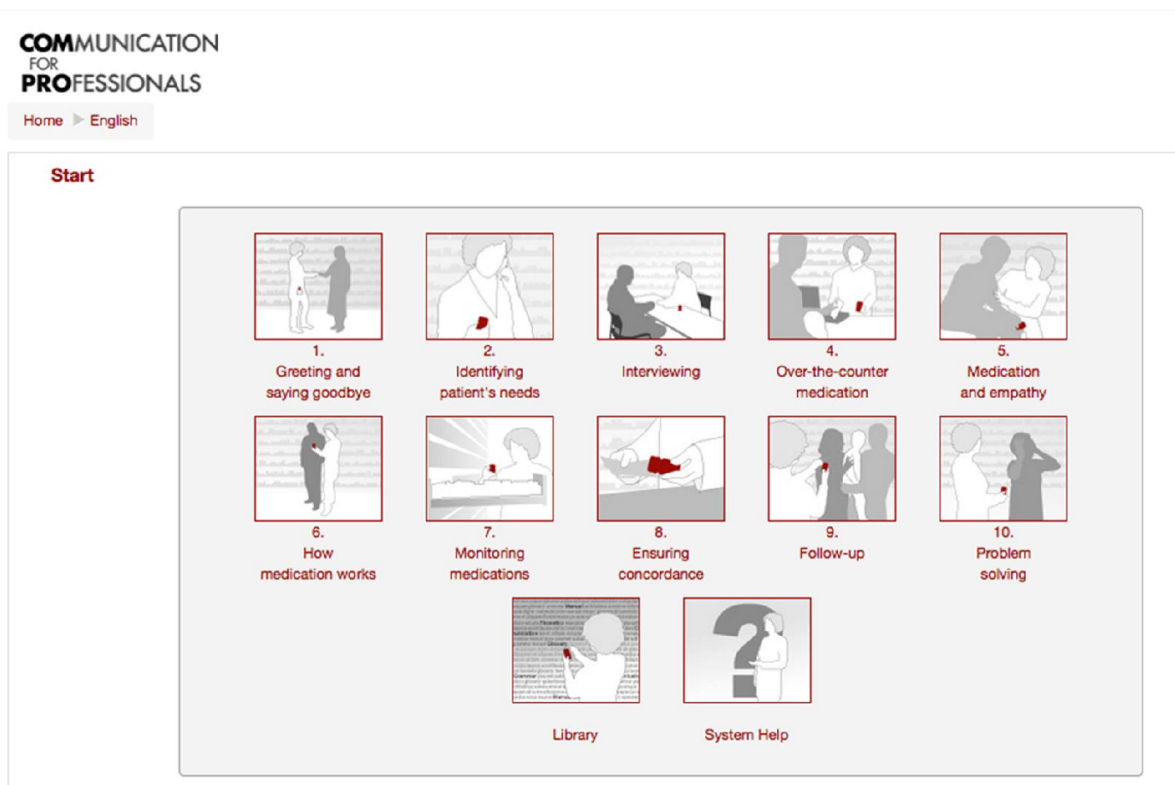 COMMUNICATION
FOR
PROFESSIONALS
Home English
Start
1.
Greeting and
saying goodbye
2.
Identifying
patient's needs
3.
Interviewing
4.
Over-the-counter
medication
5.
Medication
and empathy
6.
How
medication works
7.
Monitoring
medications
8.
Ensuring
concordance
9.
Follow-up
10.
Problem
solving
Library
System Help